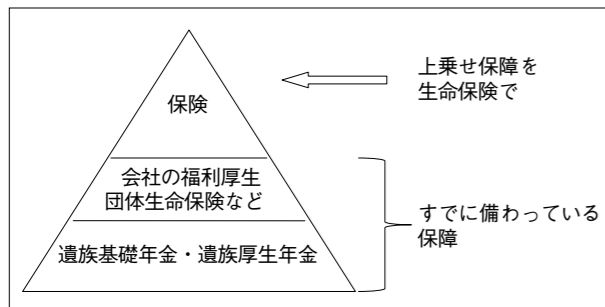 保険
上乗せ保障を
生命保険で
会社の福利厚生
団体生命保険など
すでに備わっている
保障
遺族基礎年金・遺族厚生年金